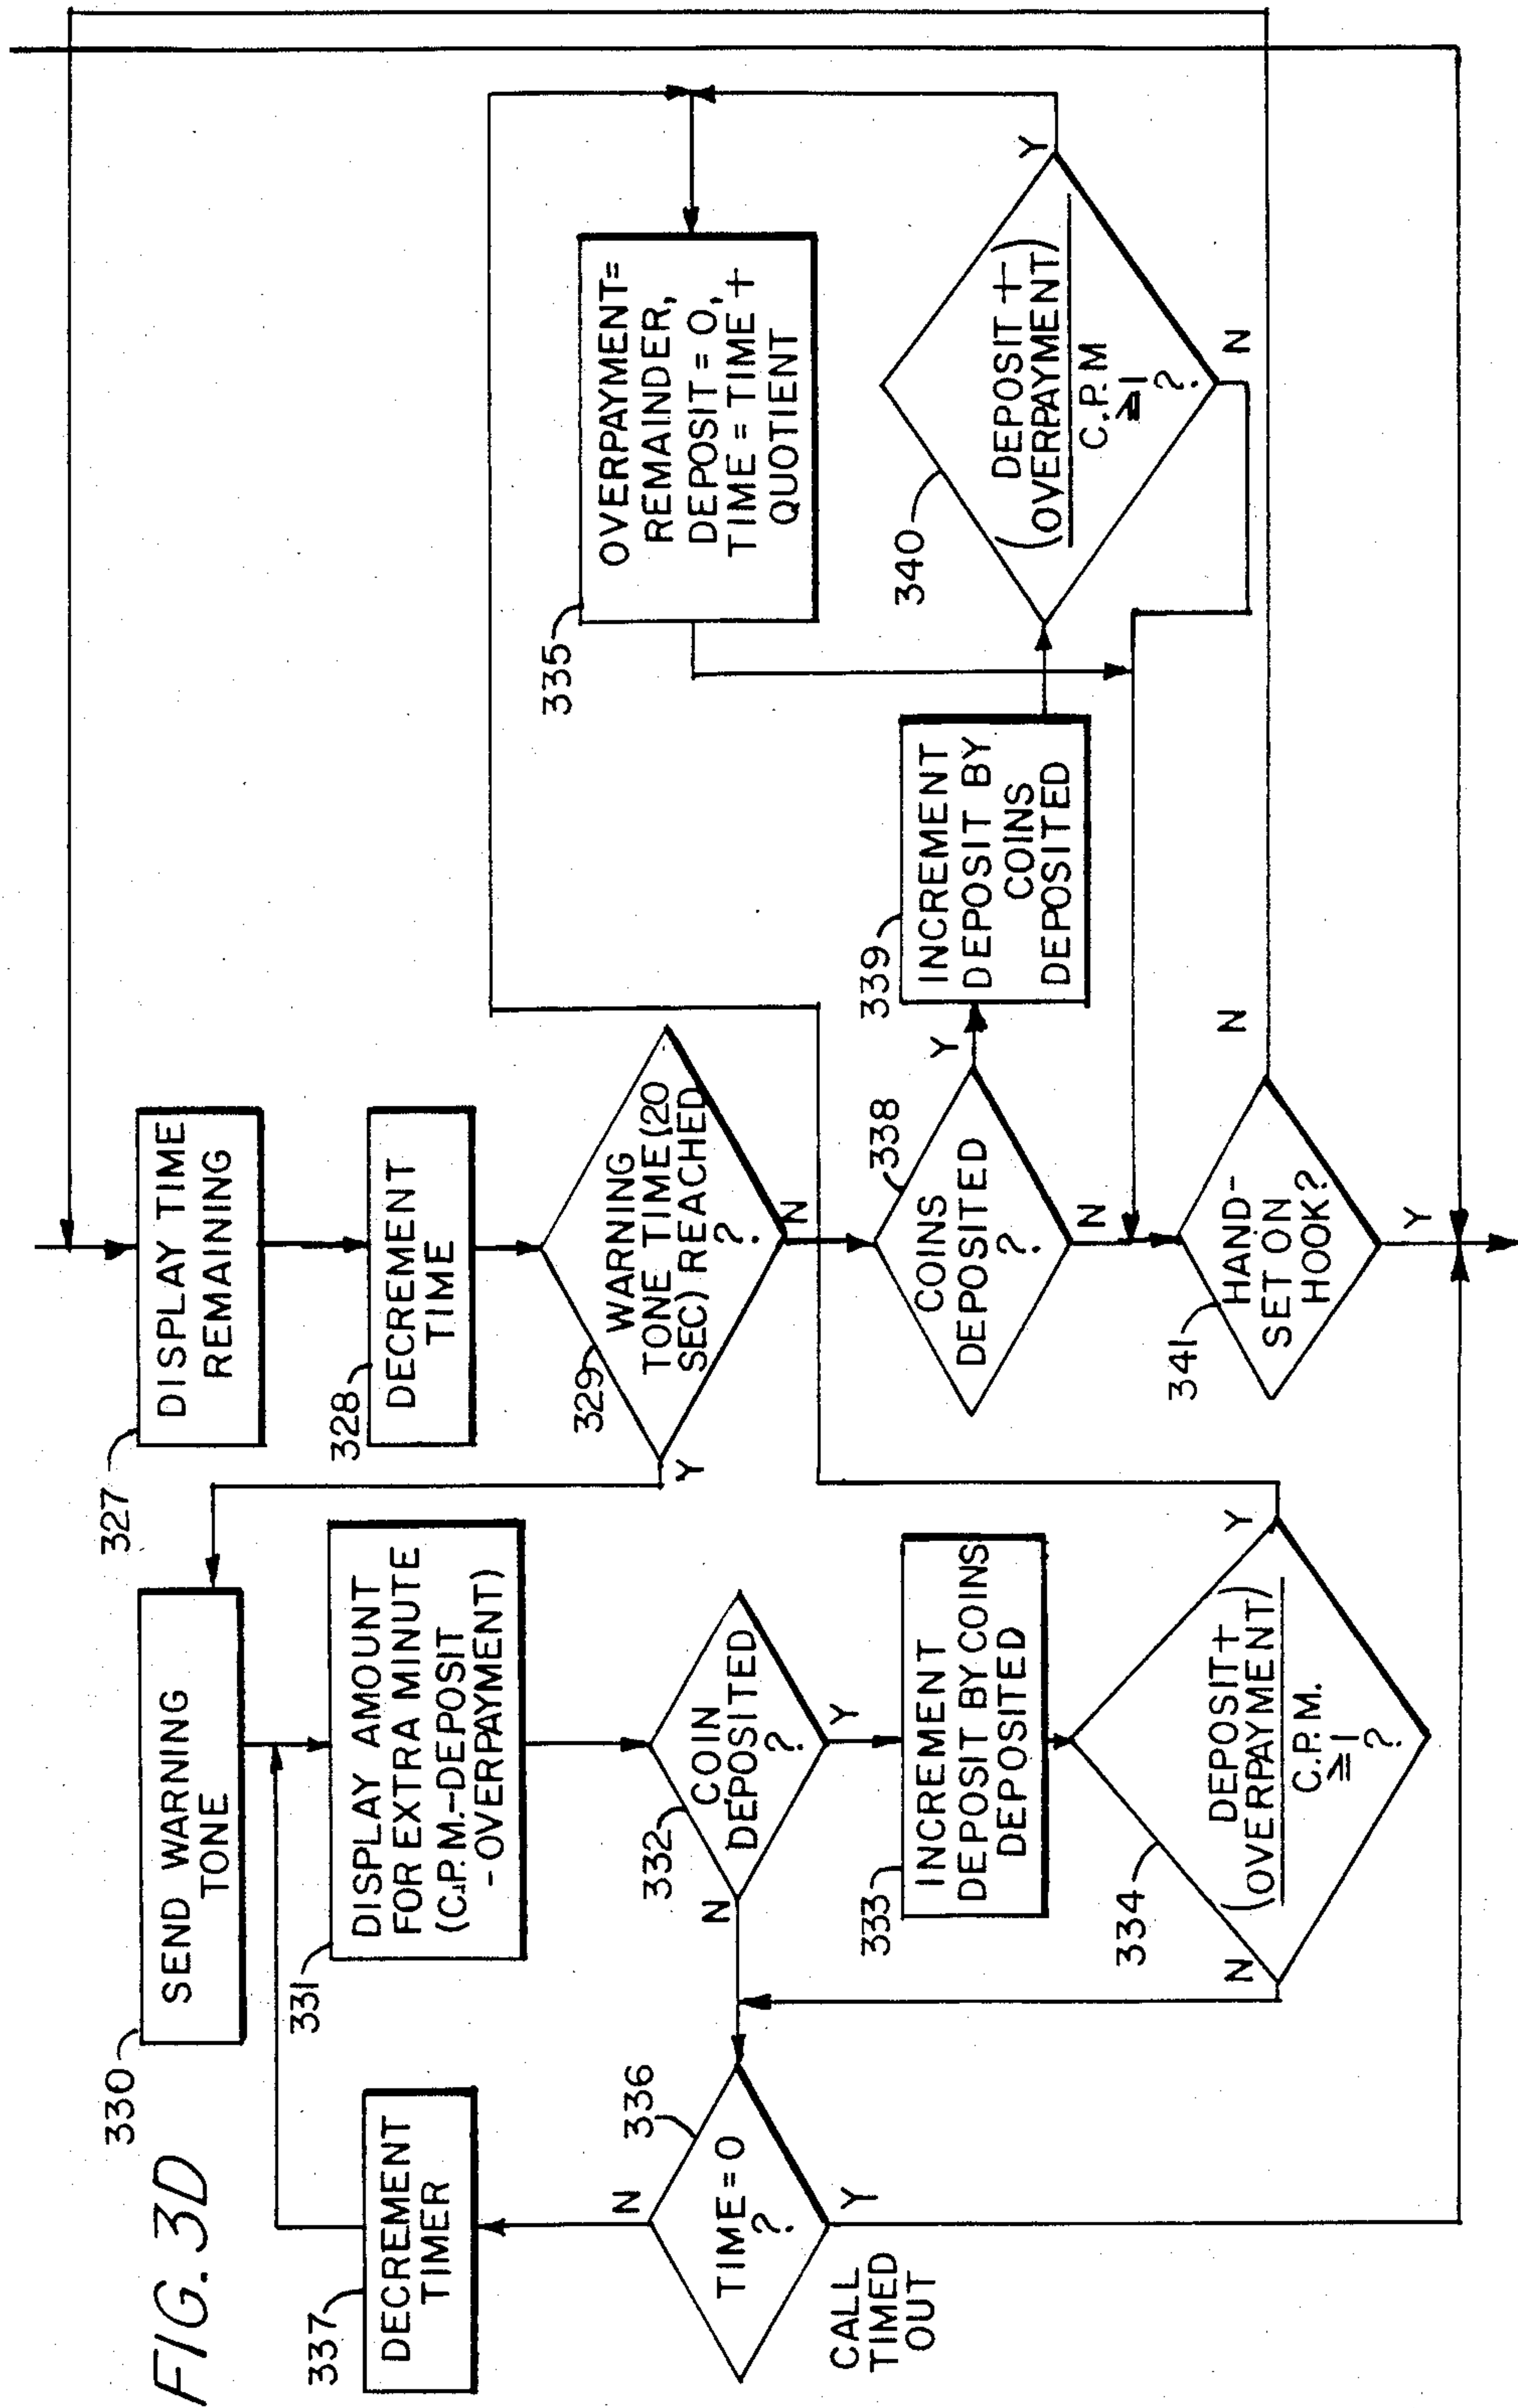 FIG. 3D
330
SEND WARNING
TONE
327
DISPLAY TIME
REMAINING
337
DECREMENT
TIMER
331
DISPLAY AMOUNT
FOR EXTRA MINUTE
(C.P.M.-DEPOSIT
- OVERPAYMENT)
328
DECREMENT
TIME
335
OVERPAYMENT=
REMAINDER,
DEPOSIT = 0,
TIME = TIME +
QUOTIENT
329
WARNING
TONE TIME (20
SEC) REACHED
?
Y
N
336
TIME = 0
?
N
Y
CALL
TIMED
OUT
332
COIN
DEPOSITED
?
N
Y
333
INCREMENT
DEPOSIT BY COINS
DEPOSITED
338
COINS
DEPOSITED
?
Y
N
339
INCREMENT
DEPOSIT BY
COINS
DEPOSITED
340
(DEPOSIT +
OVERPAYMENT)
C.P.M
≥1
?
Y
N
334
(DEPOSIT+
OVERPAYMENT)
C.P.M.
≥1
?
N
Y
341
HAND-
SET ON
HOOK?
N
Y